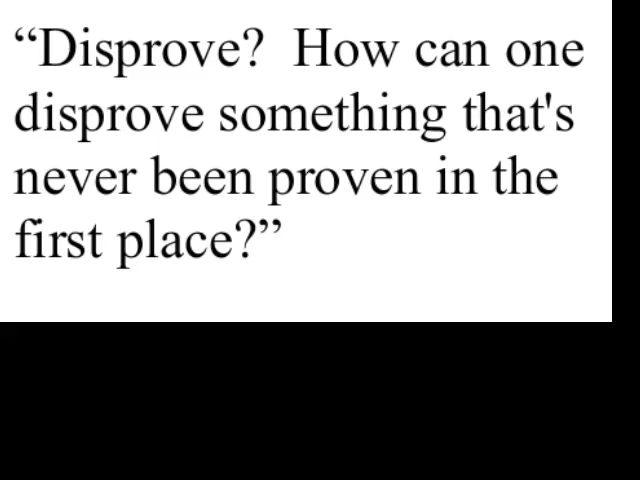 “Disprove?  How can one
disprove something that's
never been proven in the
first place?”